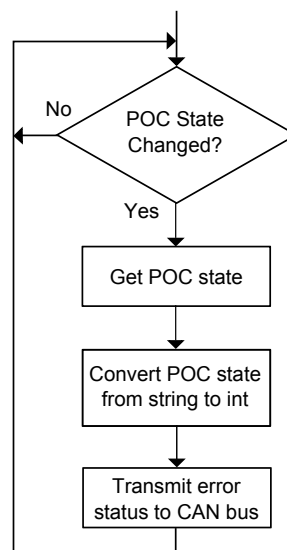 No
POC State
Changed?
Yes
Get POC state
Convert POC state
from string to int
Transmit error
status to CAN bus